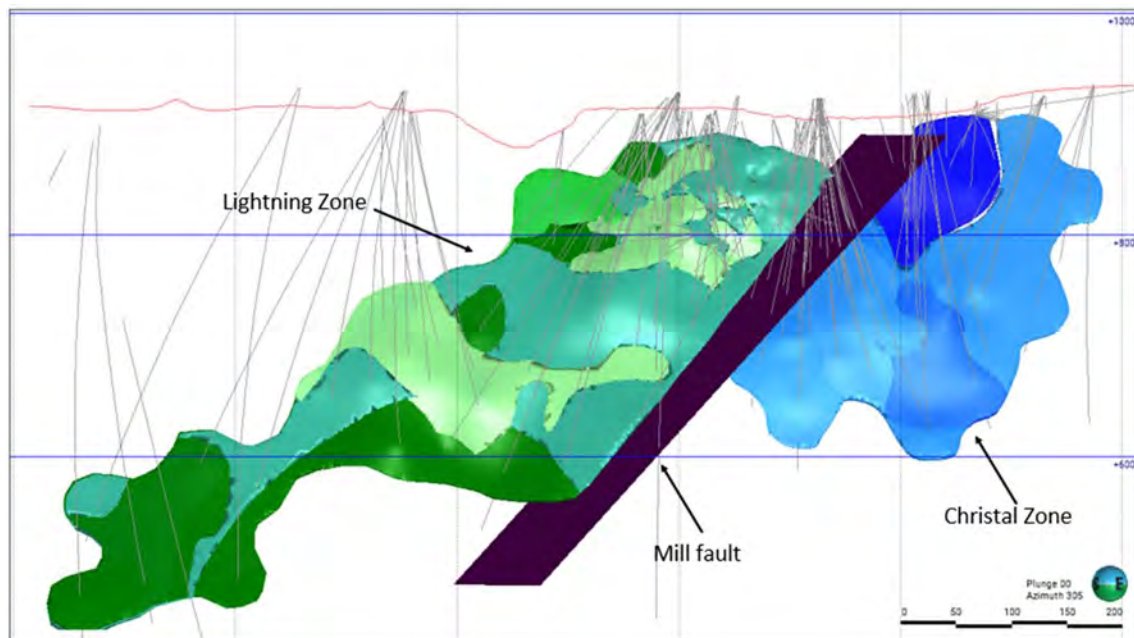 +1000
Lightning Zone
+800
+600
Christal Zone
Mill fault
Plunge 00
Azimuth 305
E
0 50 100 150 200